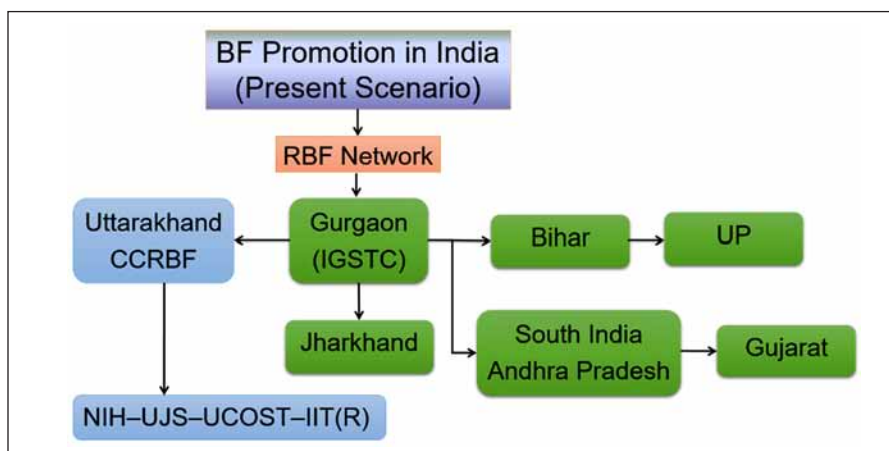 BF Promotion in India
(Present Scenario)
RBF Network
Uttarakhand
CCRBF
Gurgaon
(IGSTC)
Bihar
UP
Jharkhand
South India
Andhra Pradesh
Gujarat
NIH–UJS–UCOST–IIT(R)